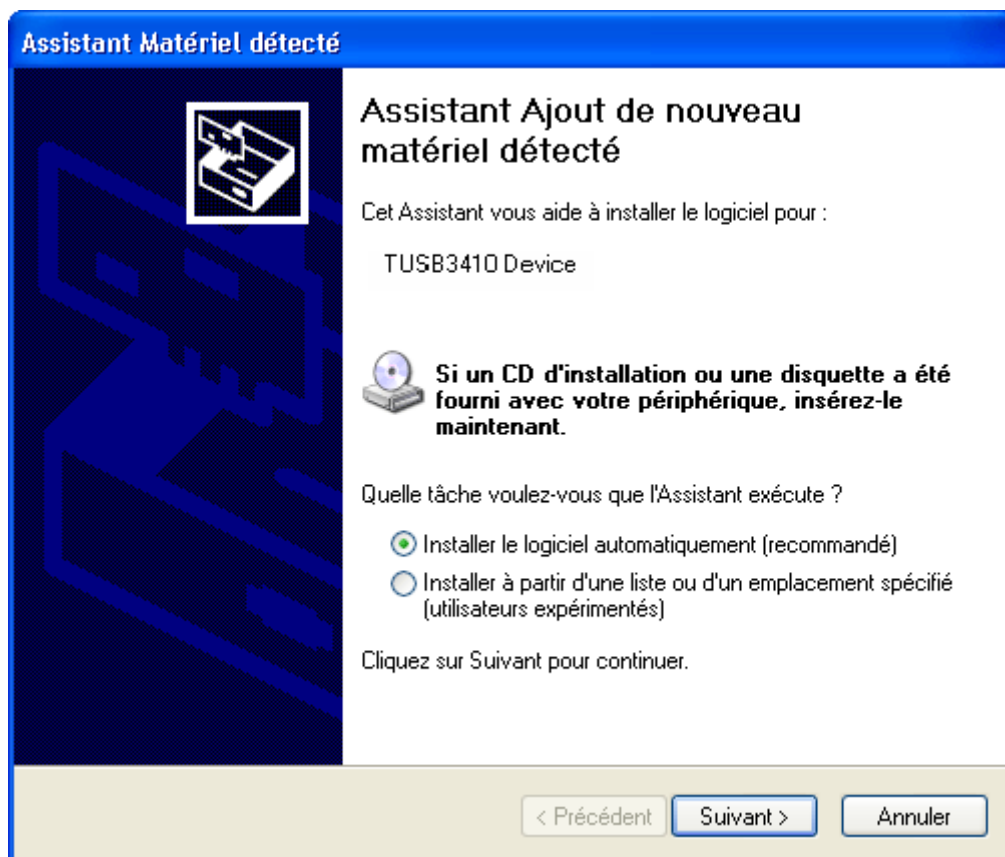 Assistant Matériel détecté
Assistant Ajout de nouveau
matériel détecté
Cet Assistant vous aide à installer le logiciel pour :
TUSB3410 Device
Si un CD d'installation ou une disquette a été
fourni avec votre périphérique, insérez-le
maintenant.
Quelle tâche voulez-vous que l'Assistant exécute ?
Installer le logiciel automatiquement (recommandé)
Installer à partir d'une liste ou d'un emplacement spécifié
(utilisateurs expérimentés)
Cliquez sur Suivant pour continuer.
< Précédent Suivant > Annuler